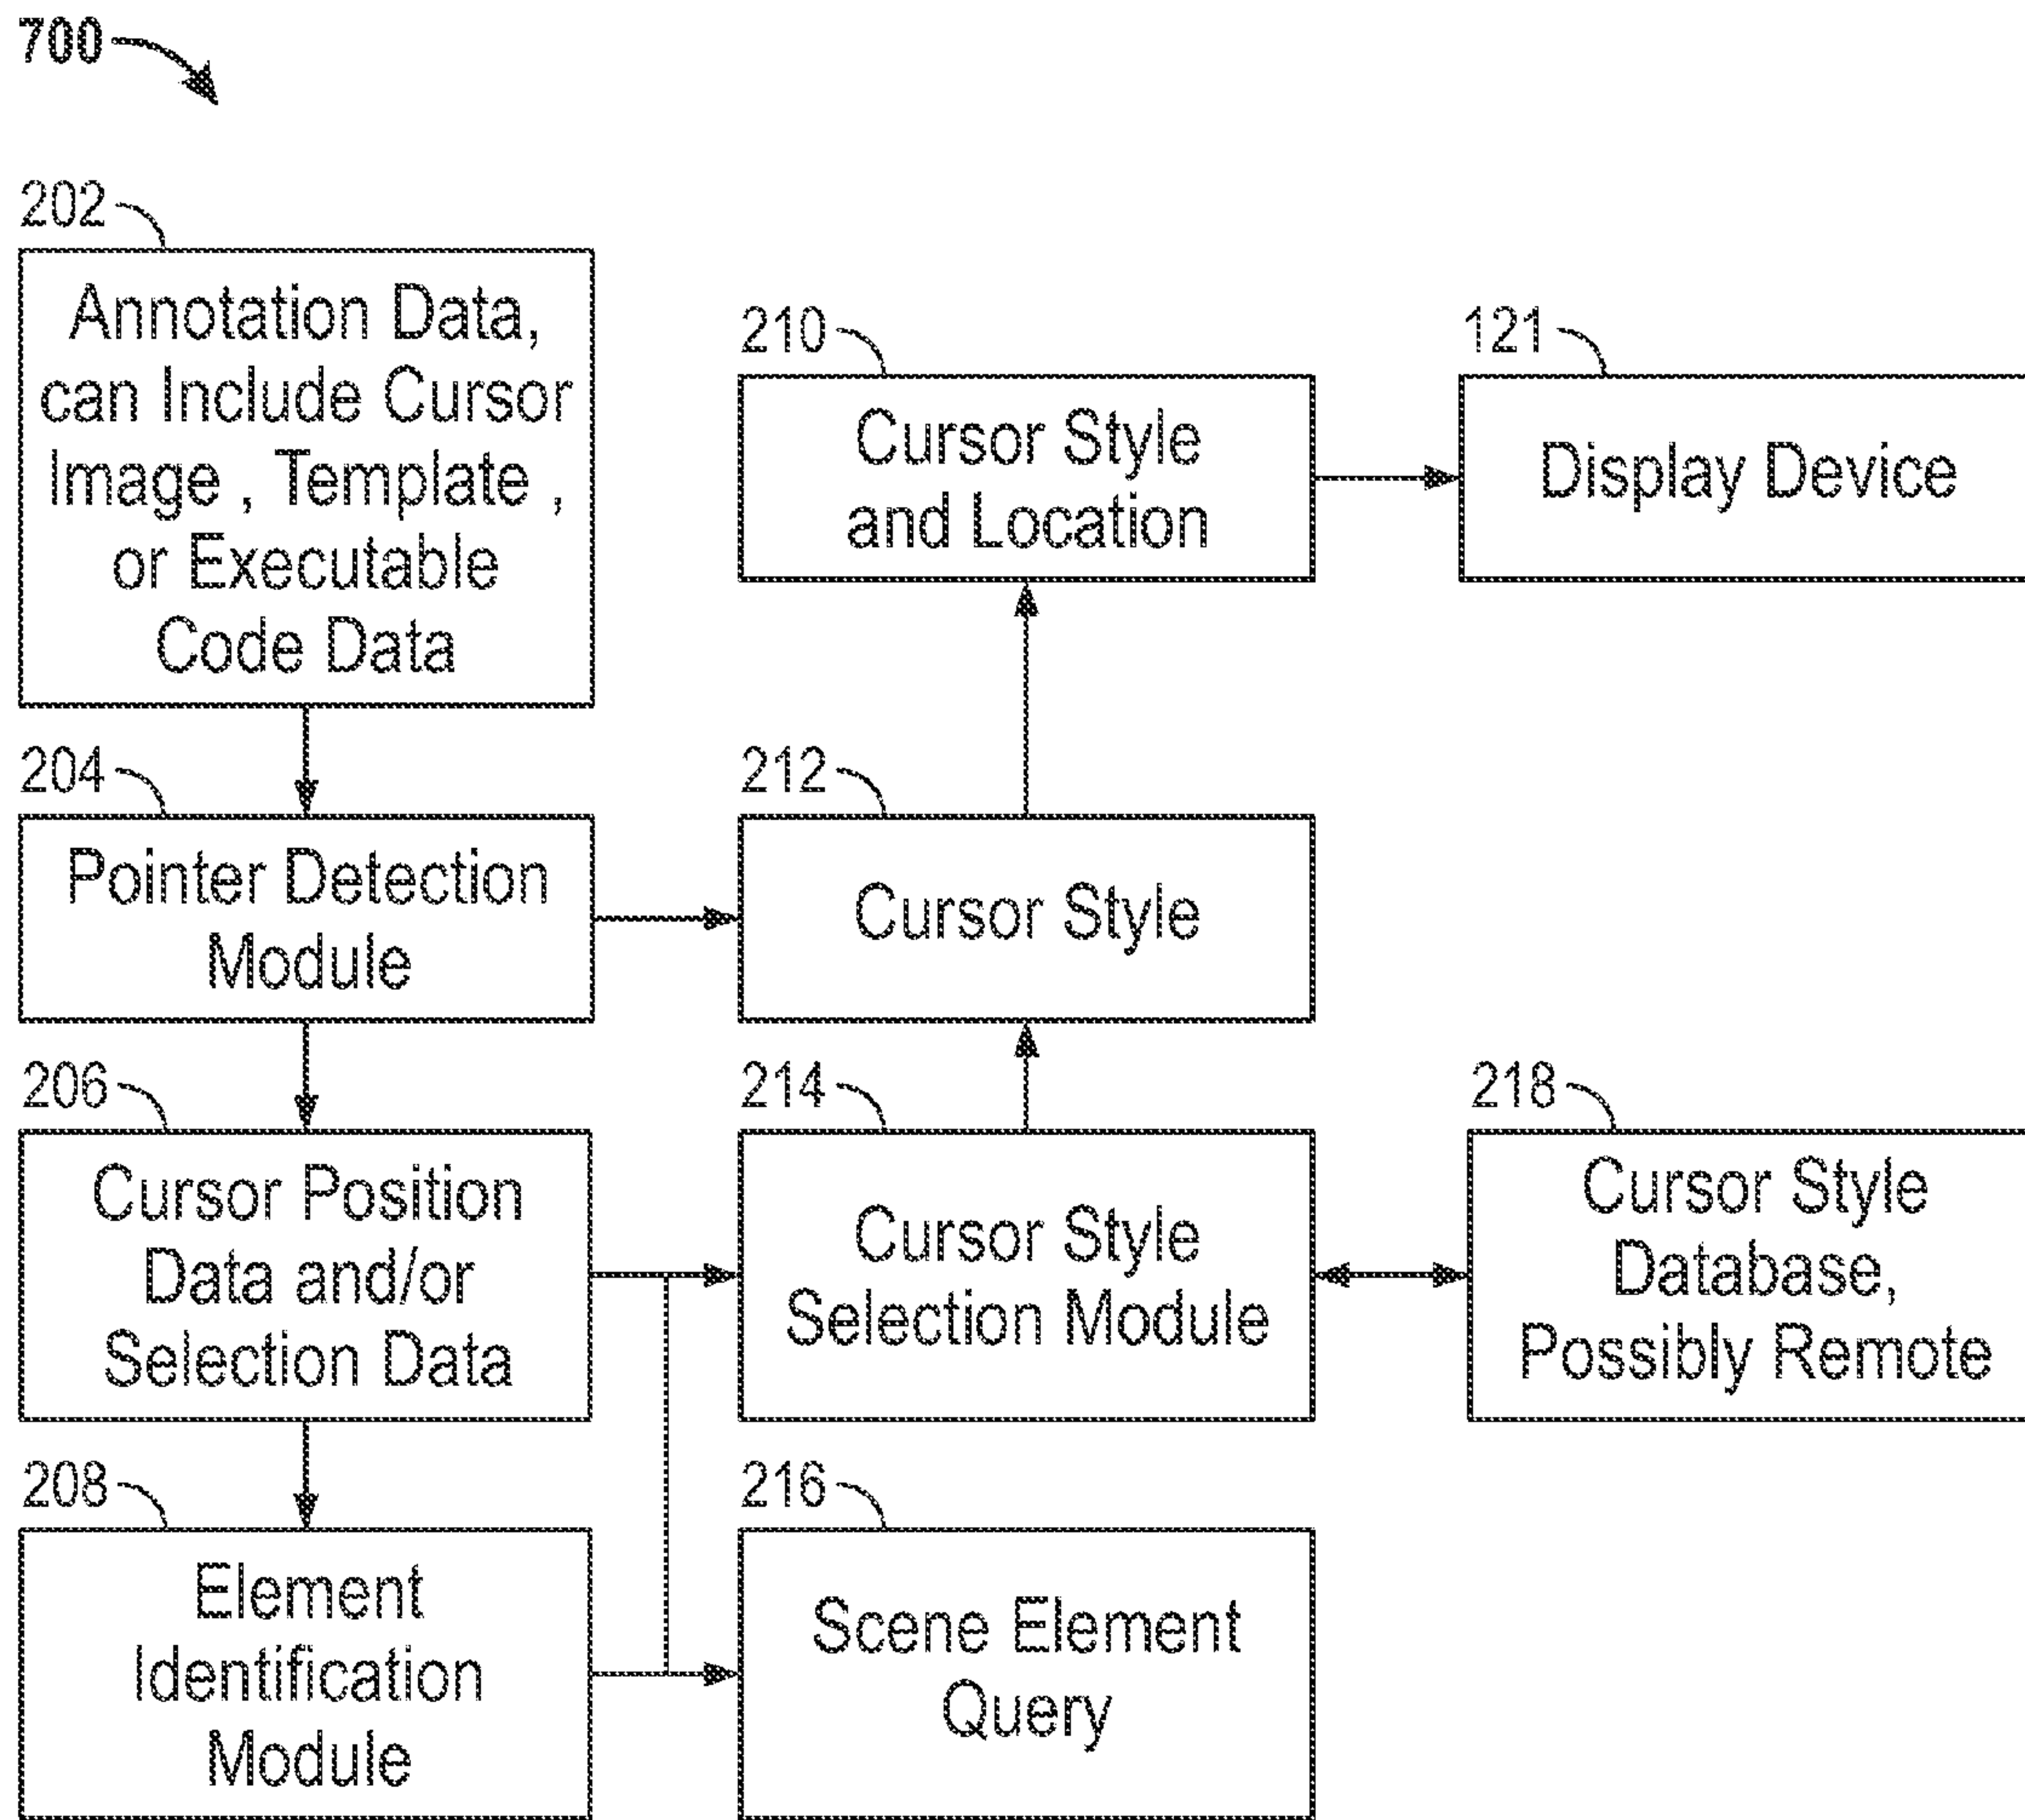 700
202
Annotation Data,
can Include Cursor
Image , Template ,
or Executable
Code Data
210
Cursor Style
and Location
121
Display Device
204
Pointer Detection
Module
212
Cursor Style
206
Cursor Position
Data and/or
Selection Data
214
Cursor Style
Selection Module
218
Cursor Style
Database,
Possibly Remote
208
Element
Identification
Module
216
Scene Element
Query